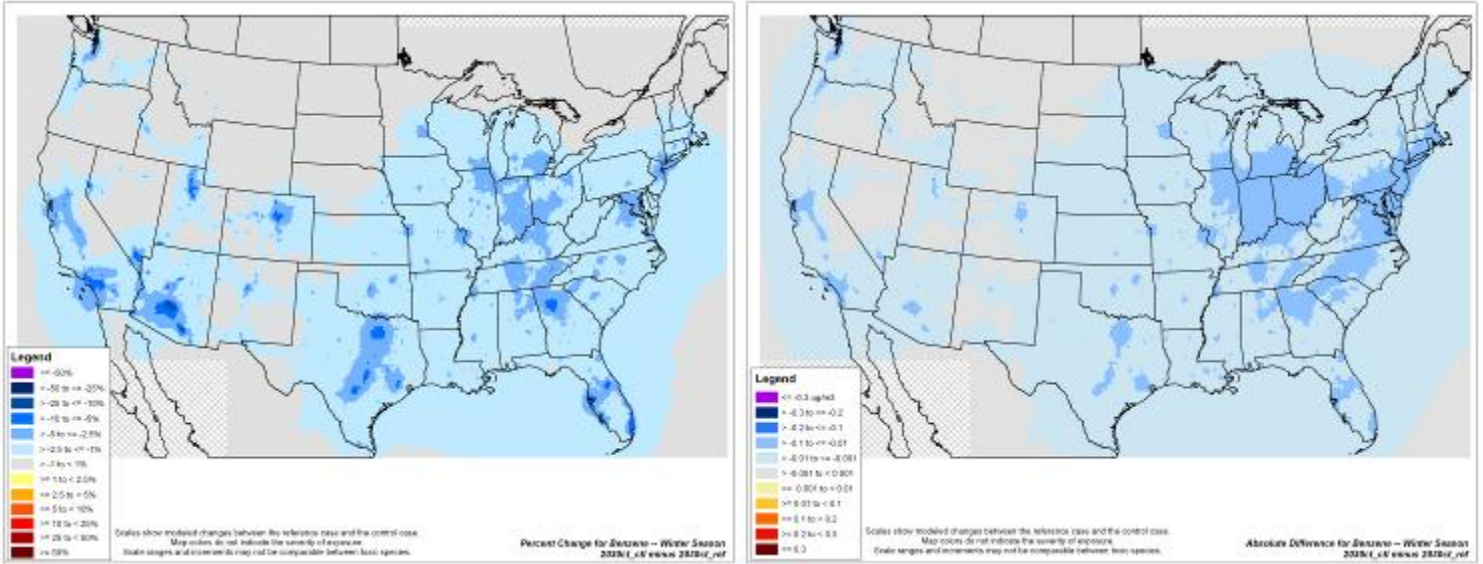 Legend
<= -50%
> -50 to <= -25%
> -25 to <= -10%
> -10 to <= -5%
> -5 to <= -2.5%
> -2.5 to <= -1%
> -1 to < 1%
>= 1 to < 2.5%
>= 2.5 to < 5%
>= 5 to < 10%
>= 10 to < 25%
>= 25 to < 50%
>= 50%
Scales show modeled changes between the reference case and the control case.
Map colors do not indicate the severity of exposure.
Scale ranges and increments may not be comparable between toxic species.
Percent Change for Benzene -- Winter Season
minus
Legend
<= -0.3 ug/m3
> -0.3 to <= -0.2
> -0.2 to <= -0.1
> -0.1 to <= -0.01
> -0.01 to <= -0.001
> -0.001 to < 0.001
>= 0.001 to < 0.01
>= 0.01 to < 0.1
>= 0.1 to < 0.2
>= 0.2 to < 0.3
>= 0.3
Scales show modeled changes between the reference case and the control case.
Map colors do not indicate the severity of exposure.
Scale ranges and increments may not be comparable between toxic species.
Absolute Difference for Benzene -- Winter Season
minus